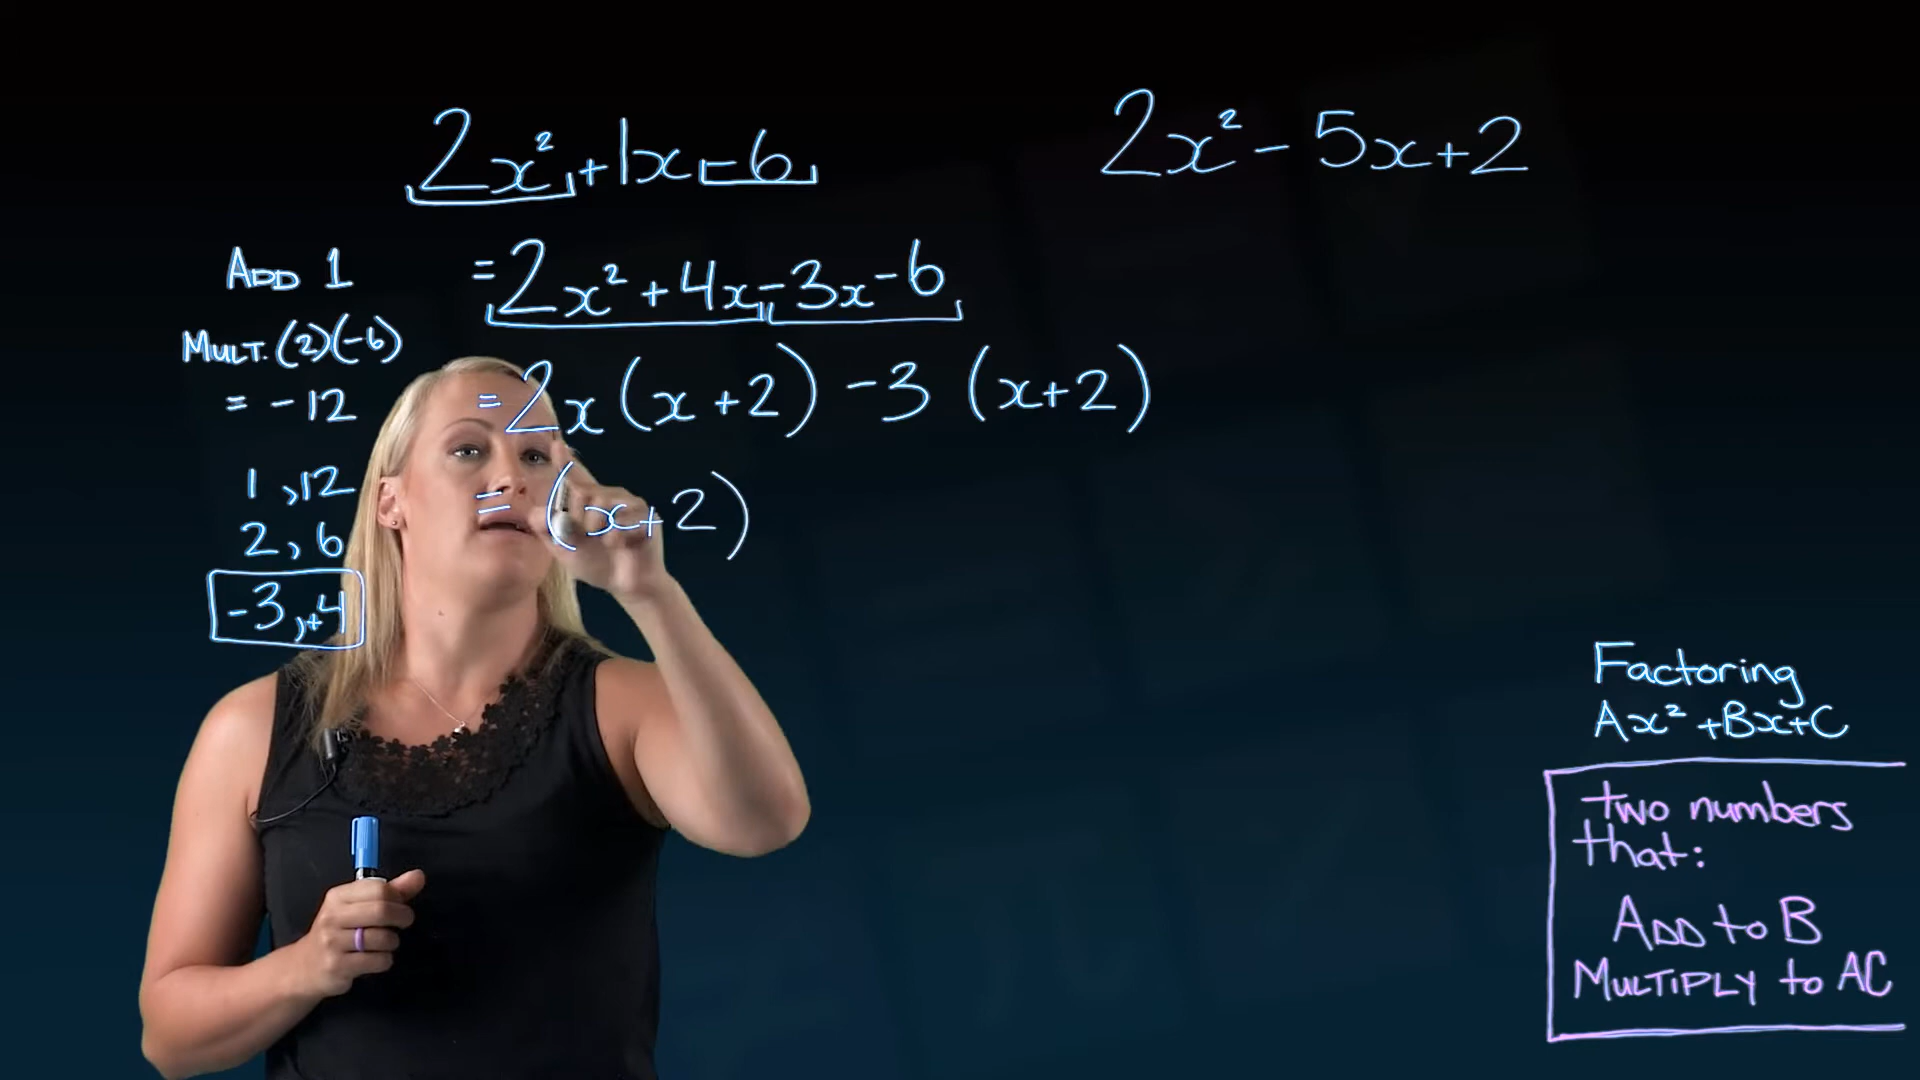 2x² + 1x - 6
2x² - 5x + 2
ADD 1
MULT. (2)(-6)
= -12
1, 12
2, 6
-3, +4
= 2x² + 4x - 3x - 6
= 2x (x + 2) - 3 (x + 2)
= (x + 2)
Factoring
Ax² + Bx + C
two numbers
that:
ADD to B
MULTIPLY to AC